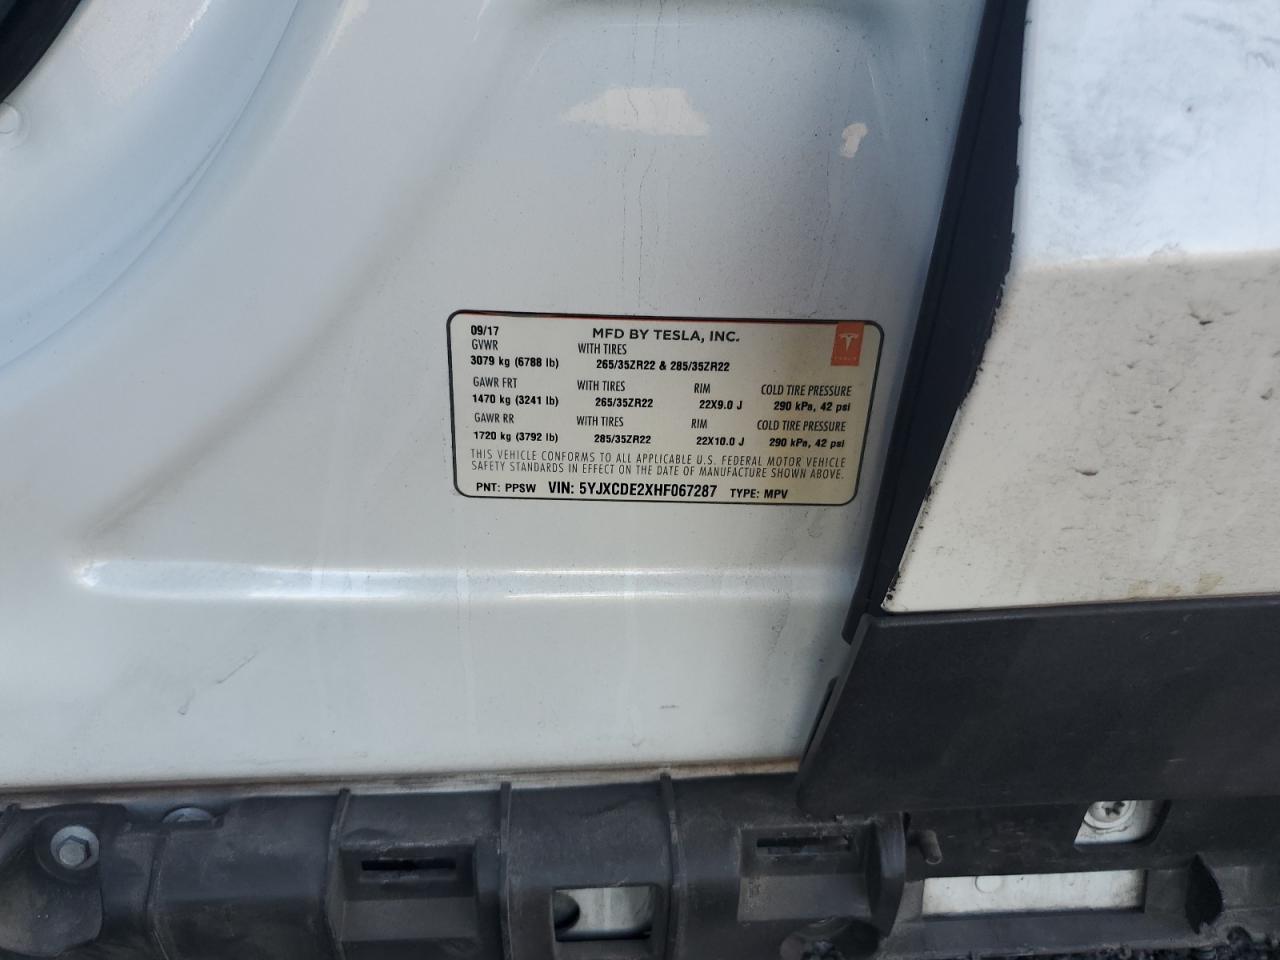 09/17 MFD BY TESLA, INC.
GVWR WITH TIRES
3079 kg (6788 lb) 265/35ZR22 & 285/35ZR22
GAWR FRT WITH TIRES RIM COLD TIRE PRESSURE
1470 kg (3241 lb) 265/35ZR22 22X9.0 J 290 kPa, 42 psi
GAWR RR WITH TIRES RIM COLD TIRE PRESSURE
1720 kg (3792 lb) 285/35ZR22 22X10.0 J 290 kPa, 42 psi
THIS VEHICLE CONFORMS TO ALL APPLICABLE U.S. FEDERAL MOTOR VEHICLE
SAFETY STANDARDS IN EFFECT ON THE DATE OF MANUFACTURE SHOWN ABOVE.
PNT: PPSW VIN: 5YJXCDE2XHF067287 TYPE: MPV
TESLA